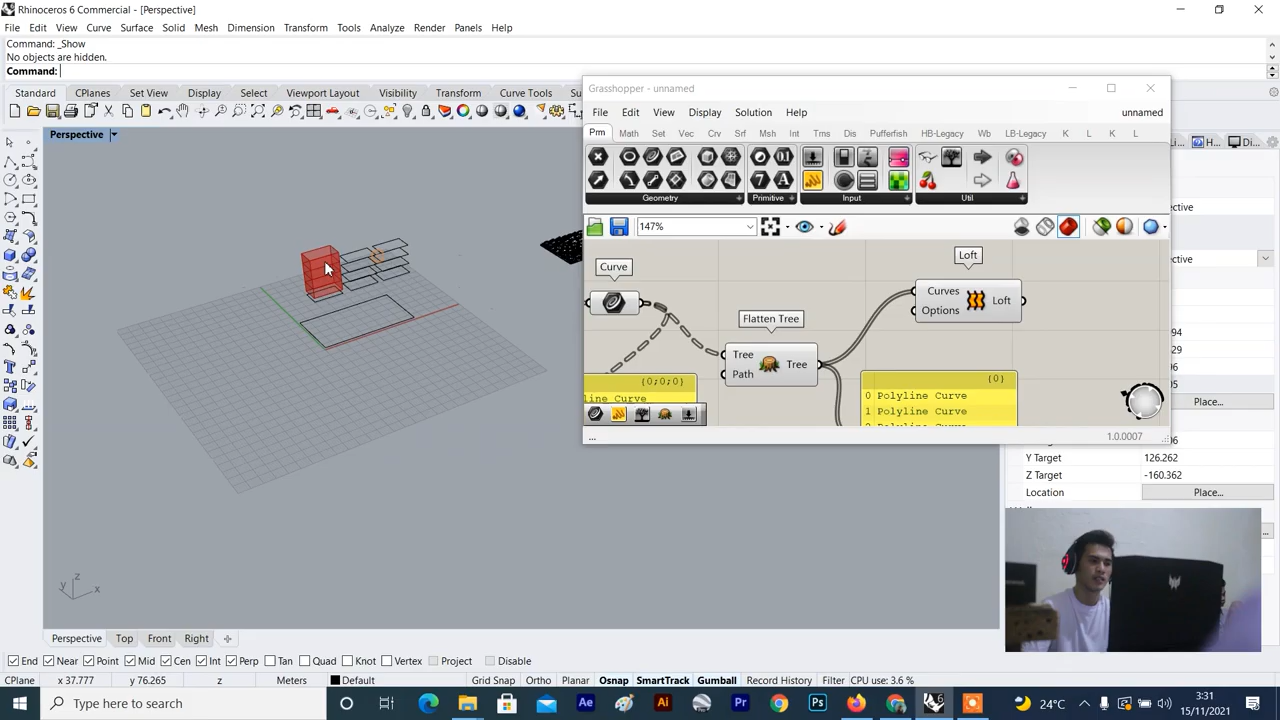 Rhinoceros 6 Commercial - [Perspective]
File Edit View Curve Surface Solid Mesh Dimension Transform Tools Analyze Render Panels Help
Command: _Show
No objects are hidden.
Command:
Standard CPlanes Set View Display Select Viewport Layout Visibility Transform Curve Tools
Perspective
Grasshopper - unnamed
File Edit View Display Solution Help unnamed
Prm Math Set Vec Crv Srf Msh Int Trns Dis Pufferfish HB-Legacy Wb LB-Legacy K L K L
Geometry Primitive Input Util
147%
Loft
Curve
Curves Loft
Options
Flatten Tree
Tree Tree
Path
{0;0;0}
line Curve
{0}
0 Polyline Curve
1 Polyline Curve
...
1.0.0007
Place...
Y Target 126.262
Z Target -160.362
Location Place...
z
y x
Perspective Top Front Right
End Near Point Mid Cen Int Perp Tan Quad Knot Vertex Project Disable
CPlane x 37.777 y 76.265 z Meters Default Grid Snap Ortho Planar Osnap SmartTrack Gumball Record History Filter CPU use: 3.6 %
Type here to search
24°C
3:31
15/11/2021